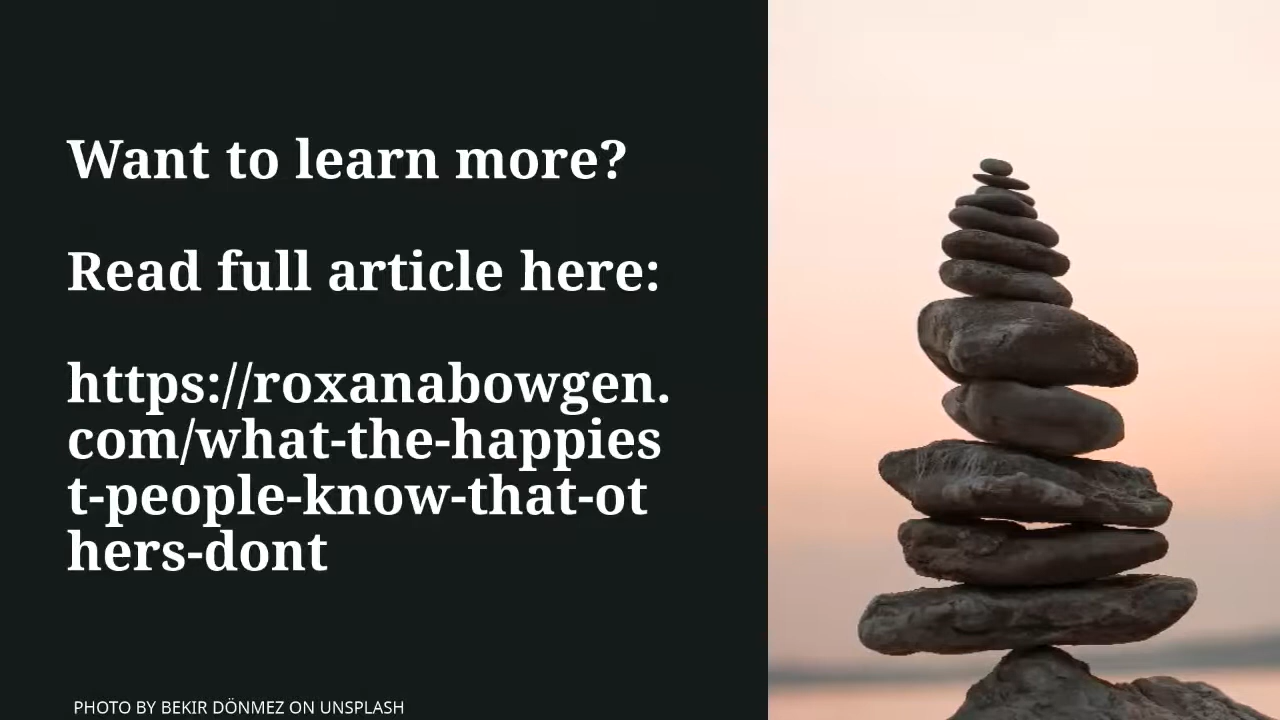 Want to learn more?
Read full article here:
https://roxanabowgen.
com/what-the-happies
t-people-know-that-ot
hers-dont
PHOTO BY BEKIR DÖNMEZ ON UNSPLASH